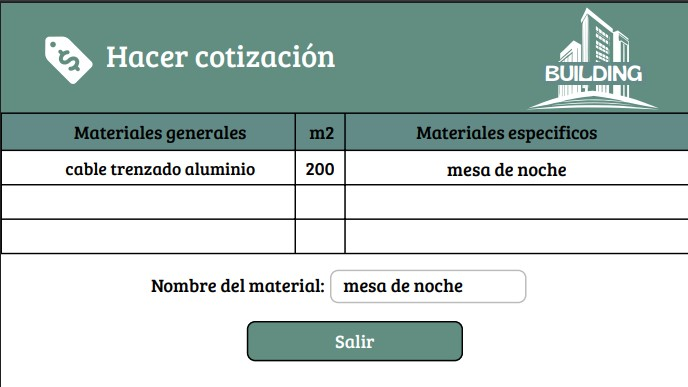 Hacer cotización
BUILDING
Materiales generales m2 Materiales especificos
cable trenzado aluminio 200 mesa de noche
Nombre del material: mesa de noche
Salir